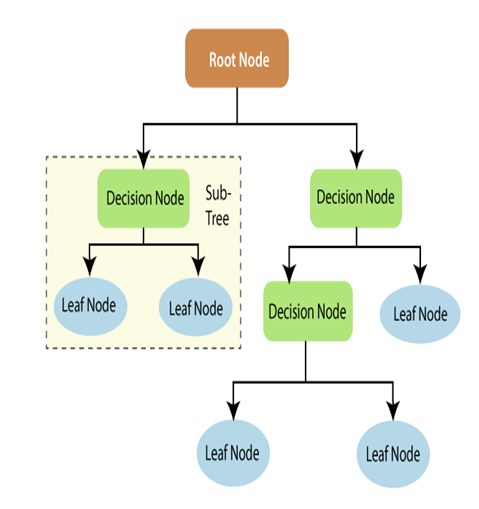 Root Node
Decision Node
Sub-
Tree
Decision Node
Leaf Node
Leaf Node
Decision Node
Leaf Node
Leaf Node
Leaf Node